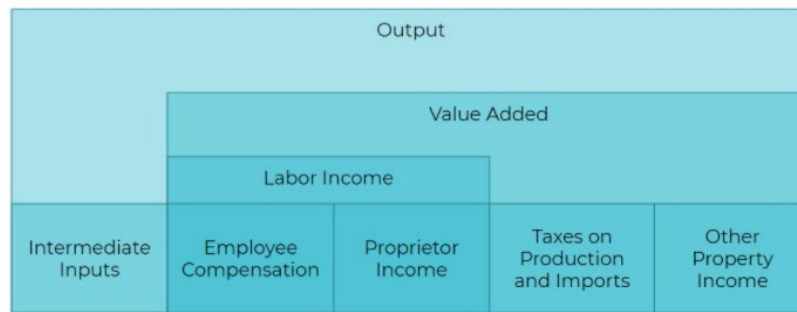 Output
Value Added
Labor Income
Intermediate
Inputs
Employee
Compensation
Proprietor
Income
Taxes on
Production
and Imports
Other
Property
Income